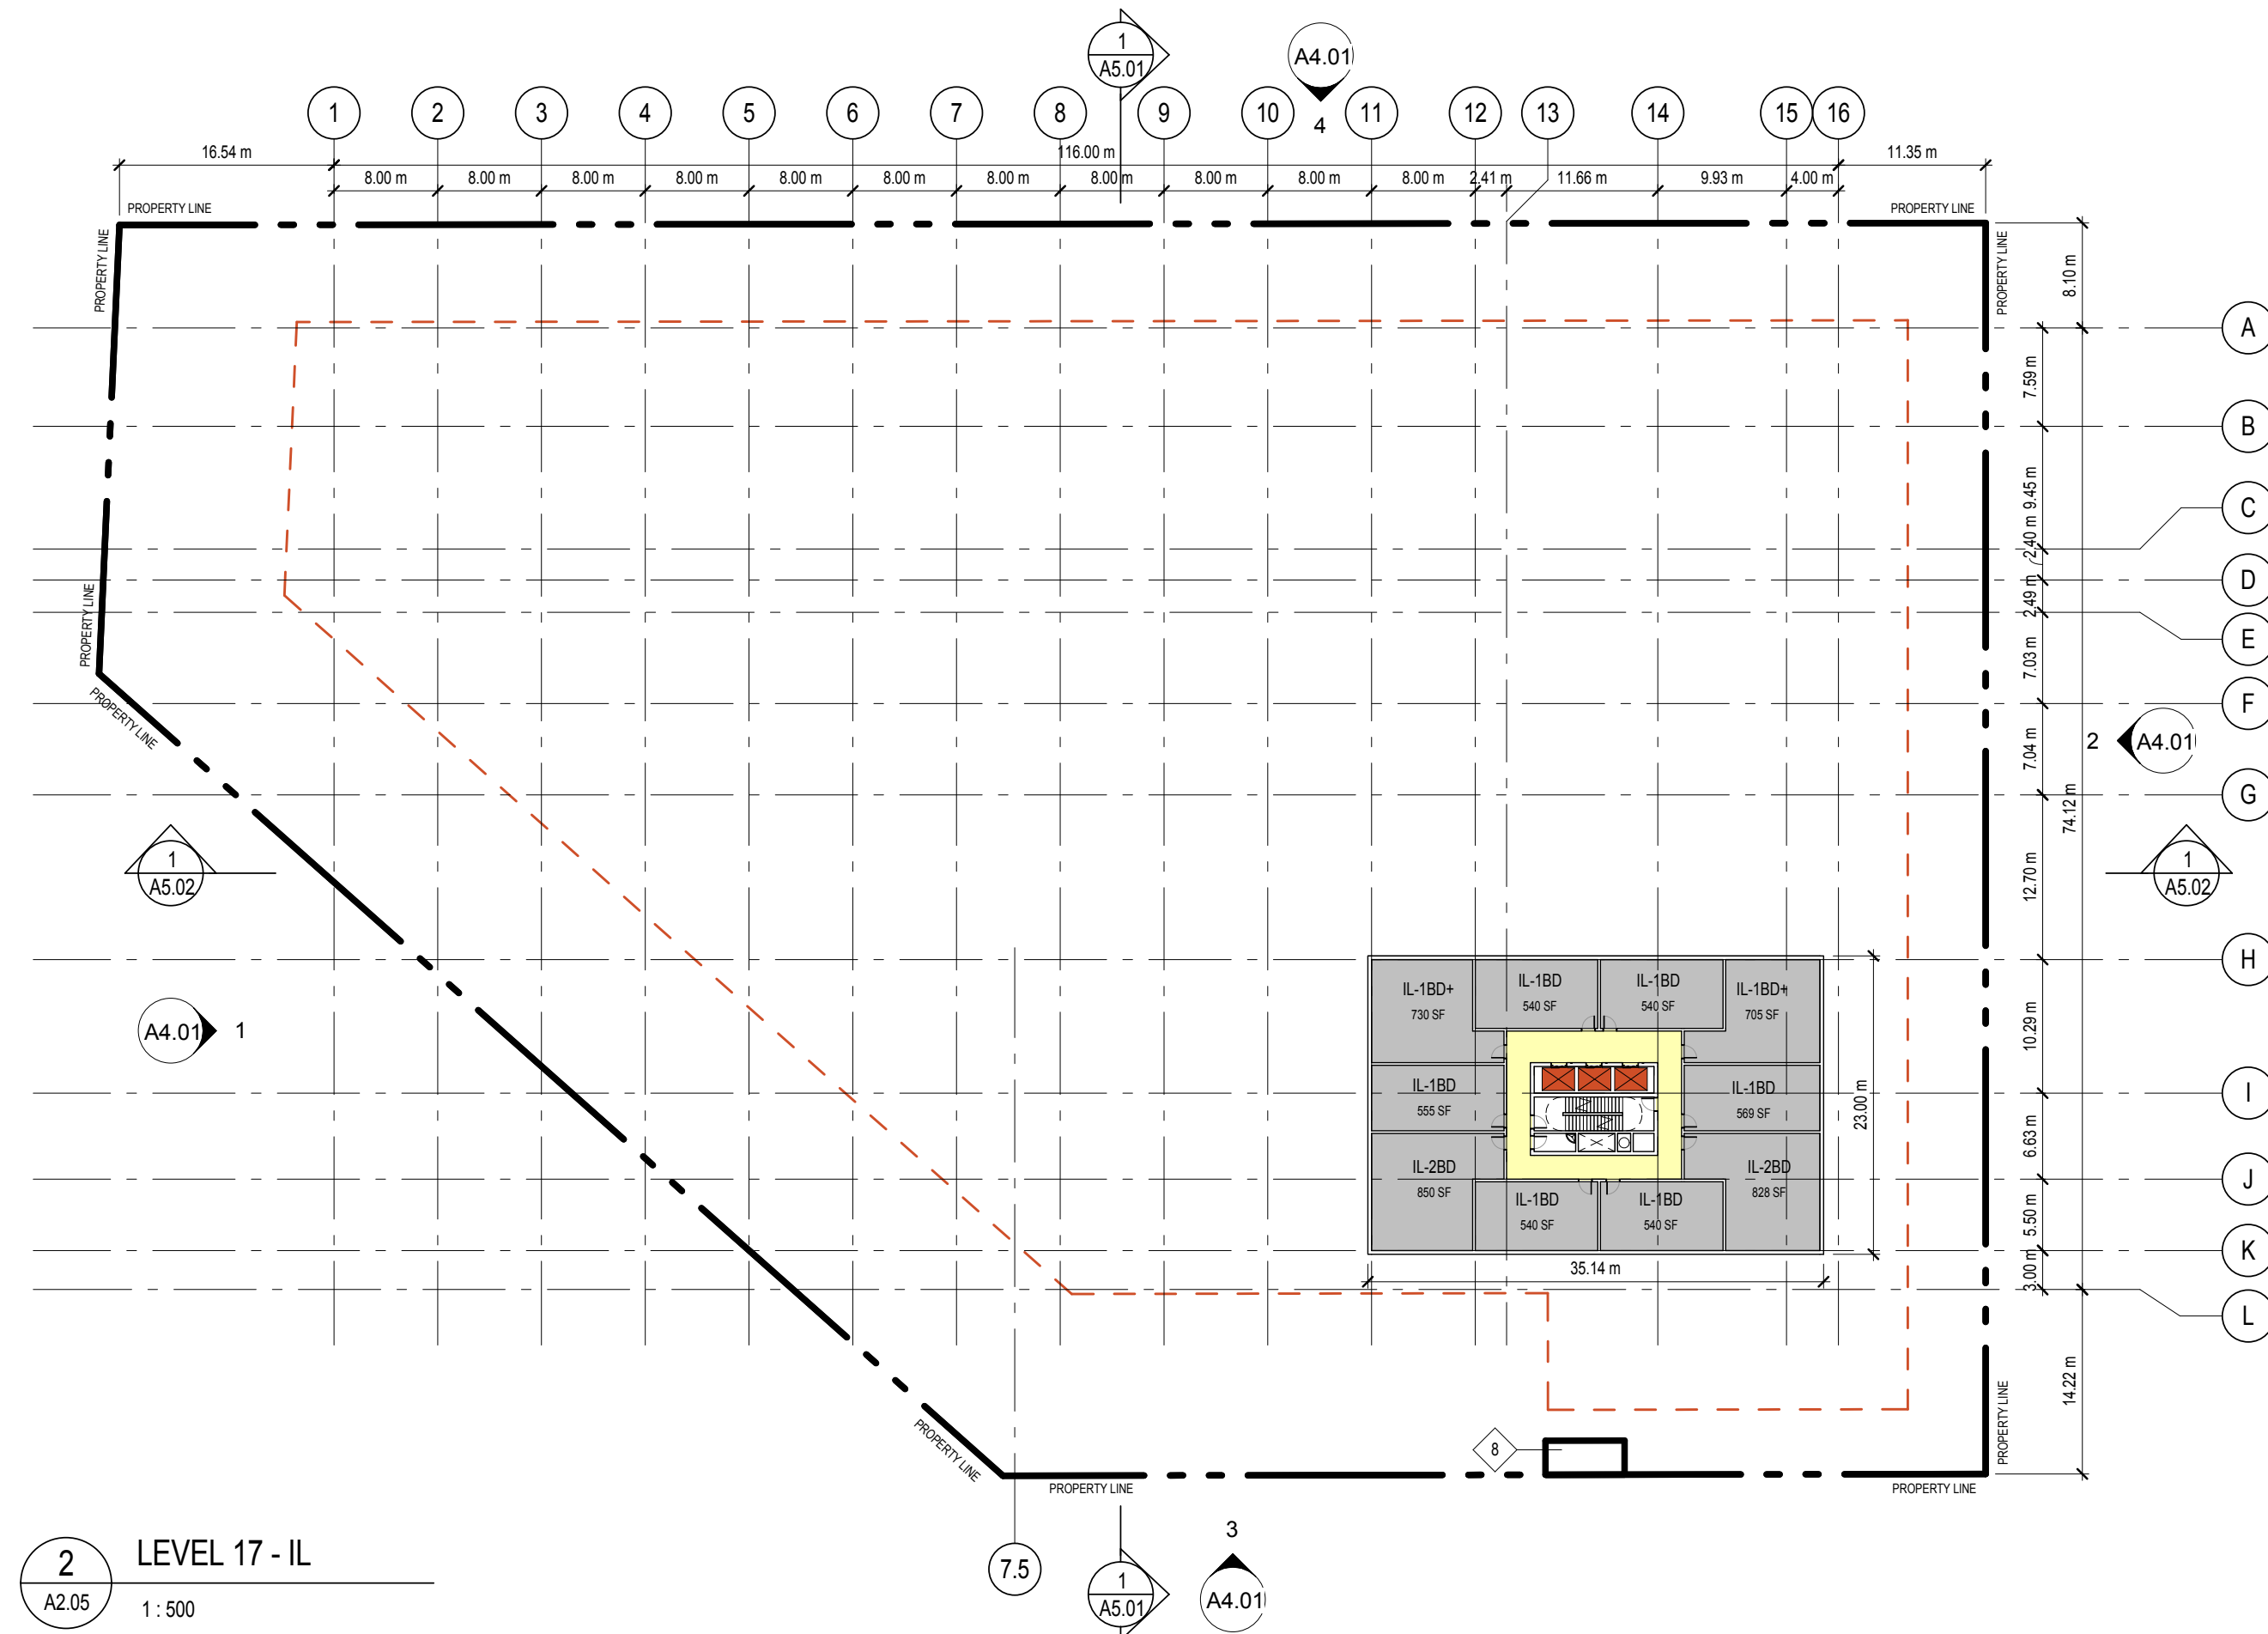 1
A5.01
A4.01
4
1
2
3
4
5
6
7
8
9
10
11
12
13
14
15
16
16.54 m
116.00 m
11.35 m
8.00 m
8.00 m
8.00 m
8.00 m
8.00 m
8.00 m
8.00 m
8.00 m
8.00 m
8.00 m
8.00 m
2.41 m
11.66 m
9.93 m
4.00 m
PROPERTY LINE
PROPERTY LINE
PROPERTY LINE
PROPERTY LINE
PROPERTY LINE
PROPERTY LINE
8.10 m
7.59 m
9.45 m
2.40 m
2.49 m
7.03 m
7.04 m
74.12 m
12.70 m
10.29 m
6.63 m
5.50 m
3.00 m
14.22 m
A
B
C
D
E
F
G
H
I
J
K
L
2
A4.01
1
A5.02
1
A5.02
A4.01
1
IL-1BD+
730 SF
IL-1BD
540 SF
IL-1BD
540 SF
IL-1BD+
705 SF
IL-1BD
555 SF
IL-1BD
569 SF
IL-2BD
850 SF
IL-2BD
828 SF
IL-1BD
540 SF
IL-1BD
540 SF
23.00 m
35.14 m
8
PROPERTY LINE
PROPERTY LINE
PROPERTY LINE
PROPERTY LINE
7.5
1
A5.01
3
A4.01
2
A2.05
LEVEL 17 - IL
1 : 500